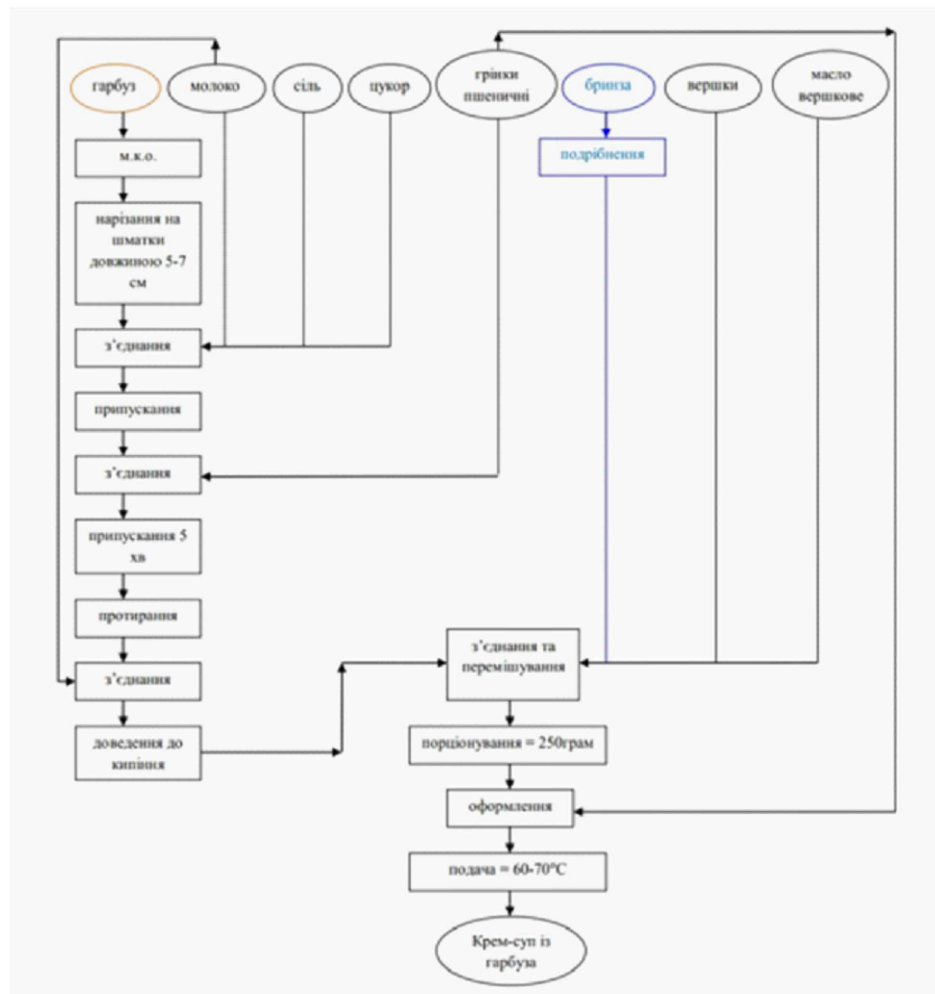 гарбуз
молоко
сіль
цукор
грінки
пшеничні
бринза
вершки
масло
вершкове
м.к.о.
подрібнення
нарізання на
шматки
довжиною 5-7
см
з’єднання
припускання
з’єднання
припускання 5
хв
протирання
з’єднання
доведення до
кипіння
з’єднання та
перемішування
порціонування = 250грам
оформлення
подача = 60-70°С
Крем-суп із
гарбуза